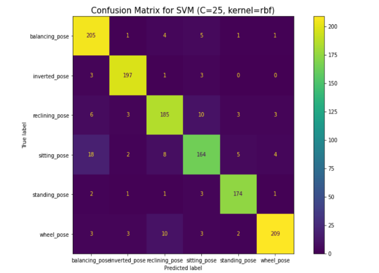 Confusion Matrix for SVM (C=25, kernel=rbf)
balancing_pose 205 1 4 5 1 1
inverted_pose 3 197 1 3 0 0
reclining_pose 6 3 185 10 3 3
sitting_pose 18 2 8 164 5 4
standing_pose 2 1 1 3 174 1
wheel_pose 3 3 10 3 2 209
balancing_pose inverted_pose reclining_pose sitting_pose standing_pose wheel_pose
Predicted label
True label
200
175
150
125
100
75
50
25
0